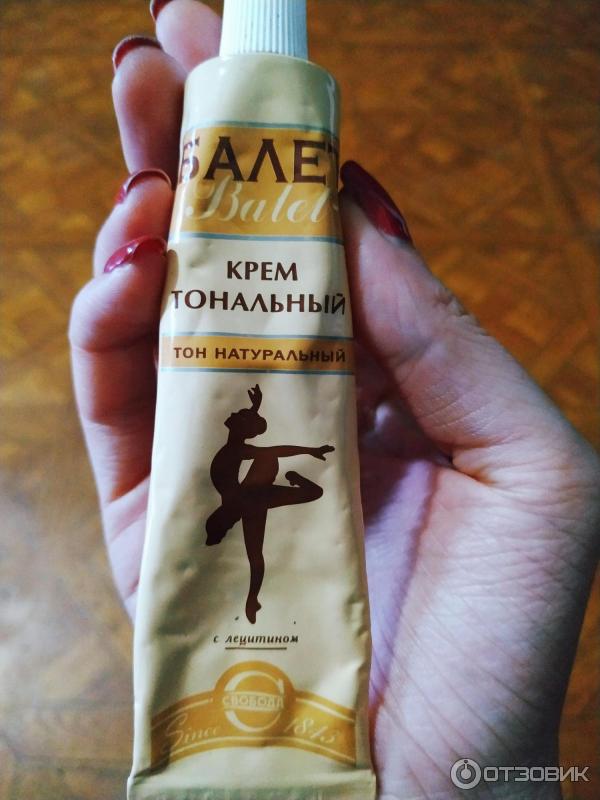 БАЛЕТ
Balet
КРЕМ
ТОНАЛЬНЫЙ
ТОН НАТУРАЛЬНЫЙ
с лецитином
СВОБОДА
Since 1843
ОТЗОВИК